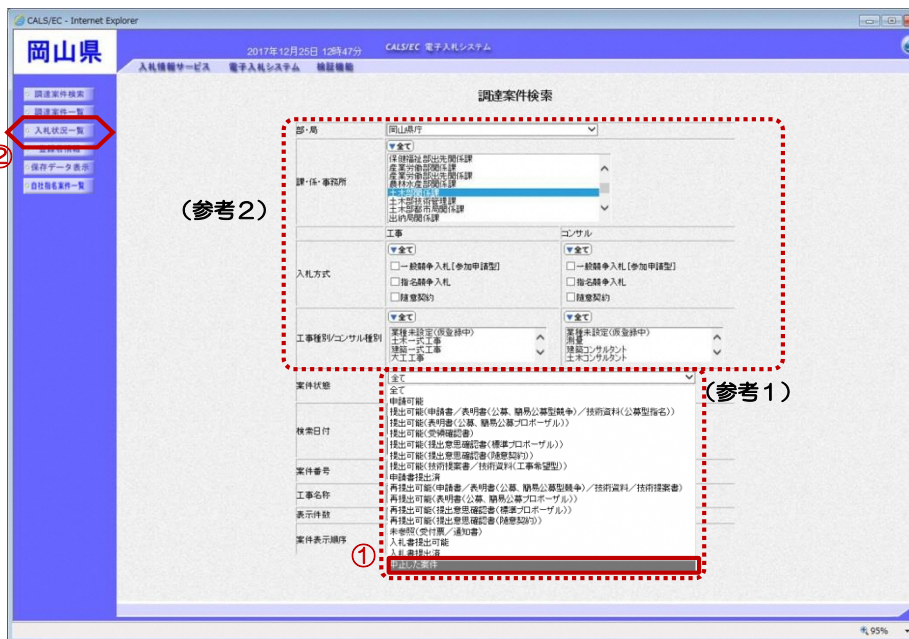 CALS/EC - Internet Explorer
岡山県
2017年12月25日 12時47分
CALS/EC 電子入札システム
入札情報サービス 電子入札システム 検証機能
調達案件検索
調達案件一覧
入札状況一覧
登録者情報
保存データ表示
自社指名案件一覧
②
調達案件検索
部・局
岡山県庁
課・係・事務所
▼全て
保健福祉部出先関係課
産業労働部関係課
産業労働部出先関係課
農林水産部関係課
土木部関係課
土木部技術管理課
土木部都市局関係課
出納局関係課
(参考2)
工事 コンサル
入札方式
▼全て ▼全て
一般競争入札[参加申請型] 一般競争入札[参加申請型]
指名競争入札 指名競争入札
随意契約 随意契約
工事種別/コンサル種別
▼全て ▼全て
業種未設定(仮登録中) 業種未設定(仮登録中)
土木一式工事 測量
建築一式工事 建築コンサルタント
大工工事 土木コンサルタント
案件状態
全て
(参考1)
全て
申請可能
提出可能(申請書/表明書(公募、簡易公募型競争)/技術資料(公募型指名))
提出可能(表明書(公募、簡易公募プロポーザル))
提出可能(受領確認書)
提出可能(提出意思確認書(標準プロポーザル))
提出可能(提出意思確認書(随意契約))
提出可能(技術提案書/技術資料(工事希望型))
申請書提出済
再提出可能(申請書/表明書(公募、簡易公募型競争)/技術資料/技術提案書)
再提出可能(表明書(公募、簡易公募プロポーザル))
再提出可能(提出意思確認書(標準プロポーザル))
再提出可能(提出意思確認書(随意契約))
未参照(受付票/通知書)
入札書提出可能
入札書提出済
中止した案件
検索日付
案件番号
工事名称
表示件数
案件表示順序
①
95%